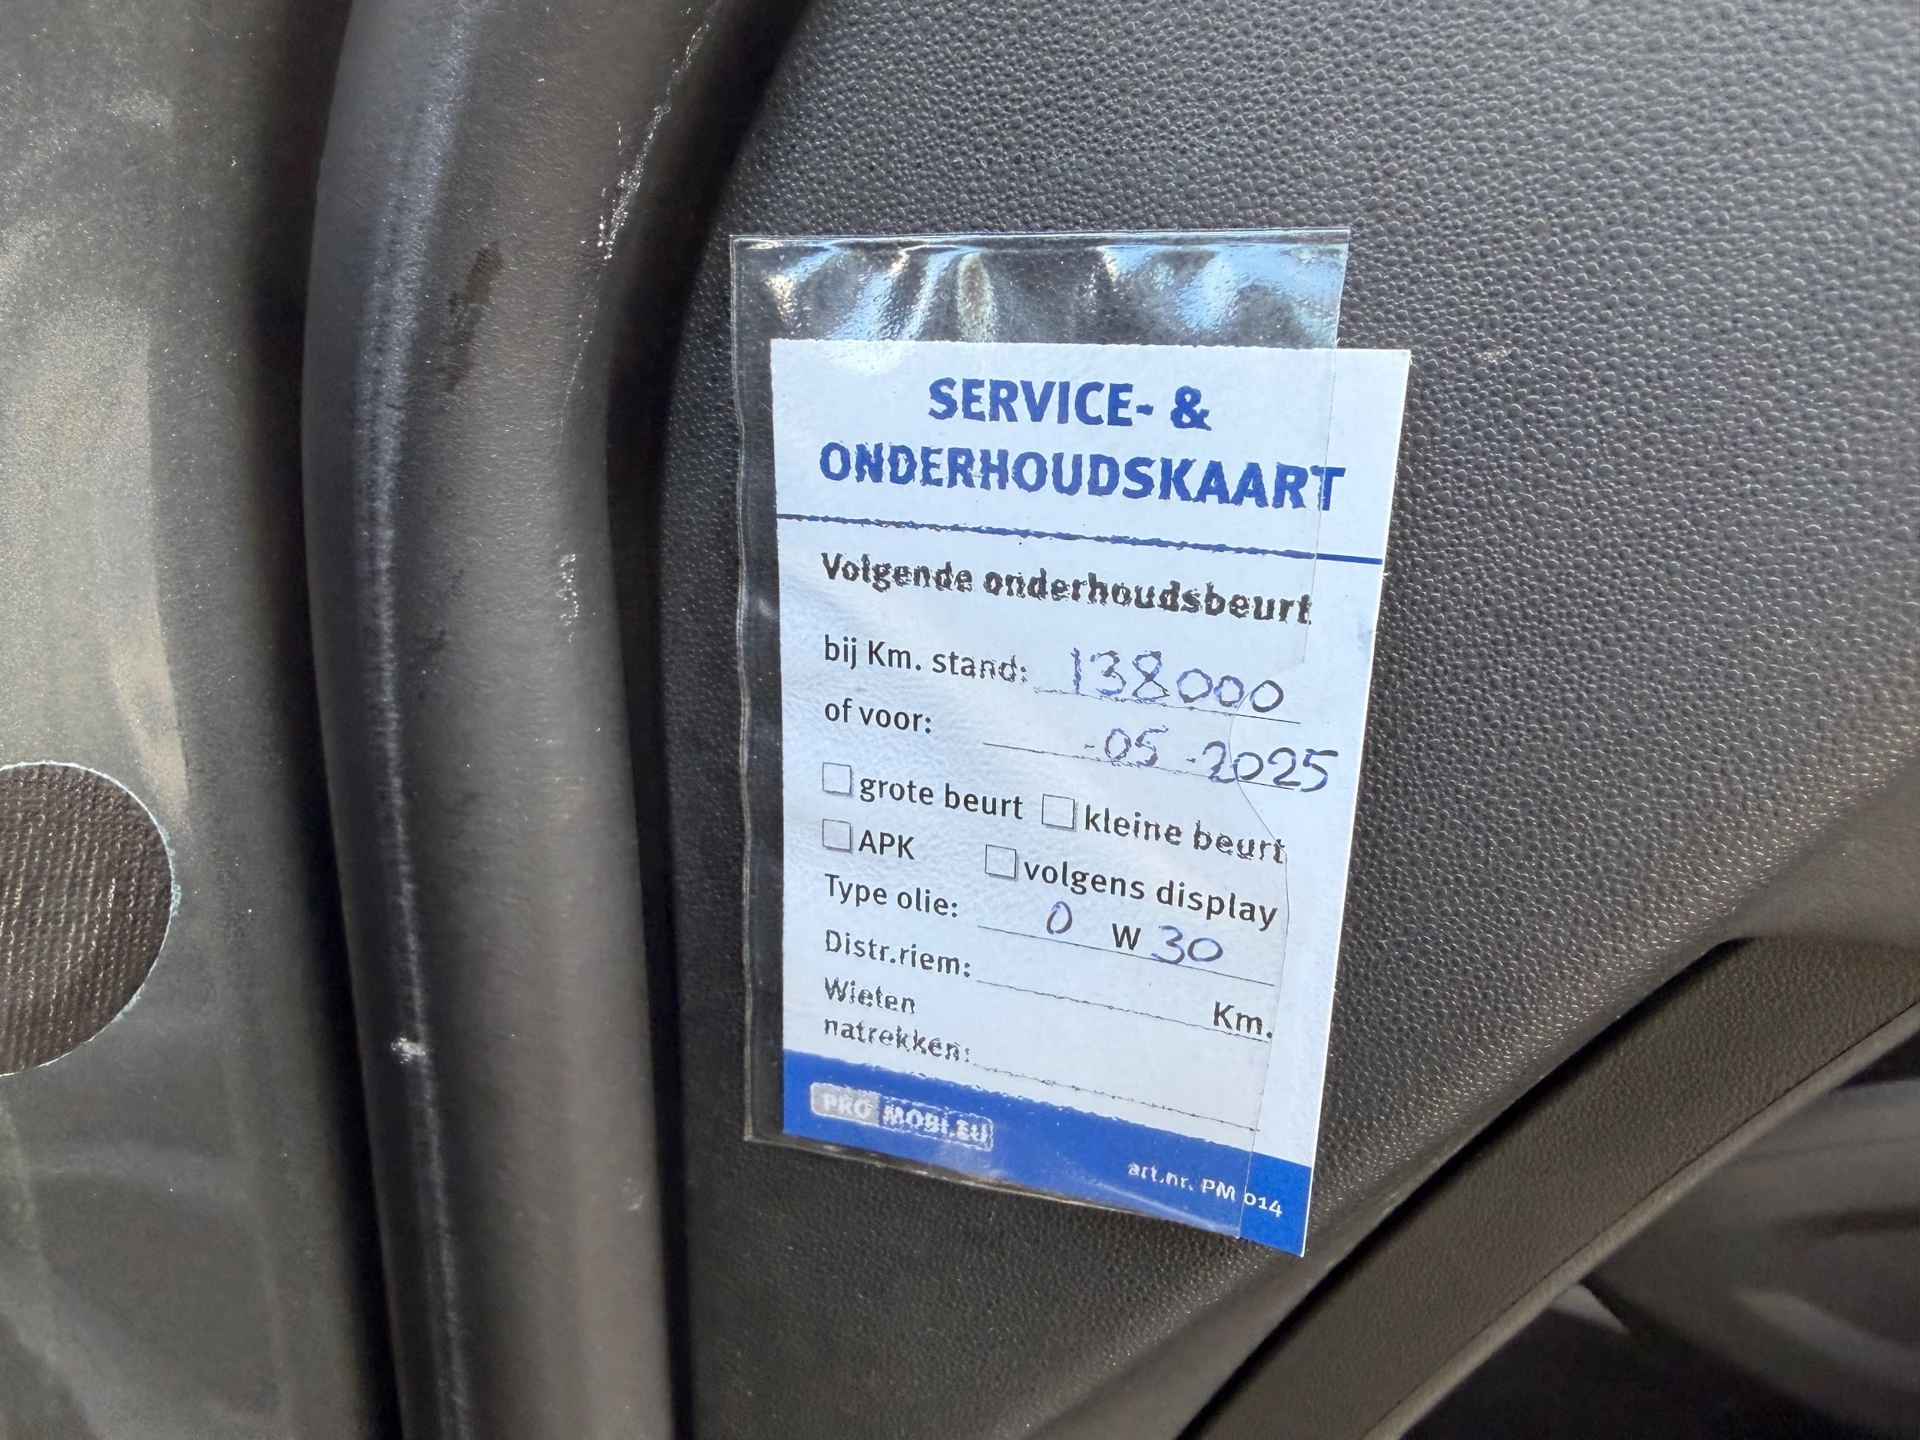 SERVICE- &
ONDERHOUDSKAART
Volgende onderhoudsbeurt
bij Km. stand: 138000
of voor: -05-2025
grote beurt kleine beurt
APK volgens display
Type olie: 0 W 30
Distr.riem: Km.
Wielen
natrekken:
PRO MOBI.EU
art.nr. PM 014